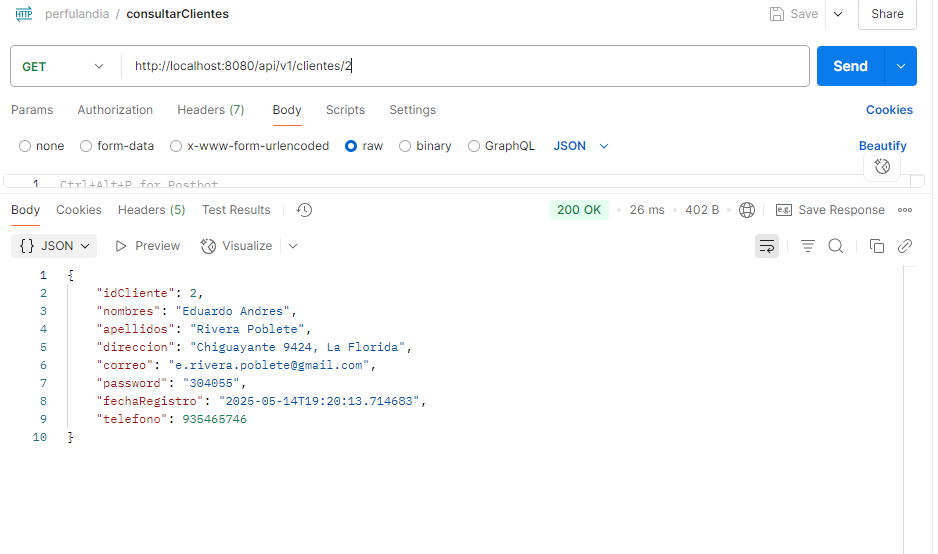 HTTP perfulandia / consultarClientes Save Share
GET http://localhost:8080/api/v1/clientes/2 Send
Params Authorization Headers (7) Body Scripts Settings Cookies
none form-data x-www-form-urlencoded raw binary GraphQL JSON Beautify
1 Ctrl+Alt+P for Postbot
Body Cookies Headers (5) Test Results 200 OK • 26 ms • 402 B e.g. Save Response
{} JSON Preview Visualize
1 {
2 "idCliente": 2,
3 "nombres": "Eduardo Andres",
4 "apellidos": "Rivera Poblete",
5 "direccion": "Chiguayante 9424, La Florida",
6 "correo": "e.rivera.poblete@gmail.com",
7 "password": "304055",
8 "fechaRegistro": "2025-05-14T19:20:13.714683",
9 "telefono": 935465746
10 }